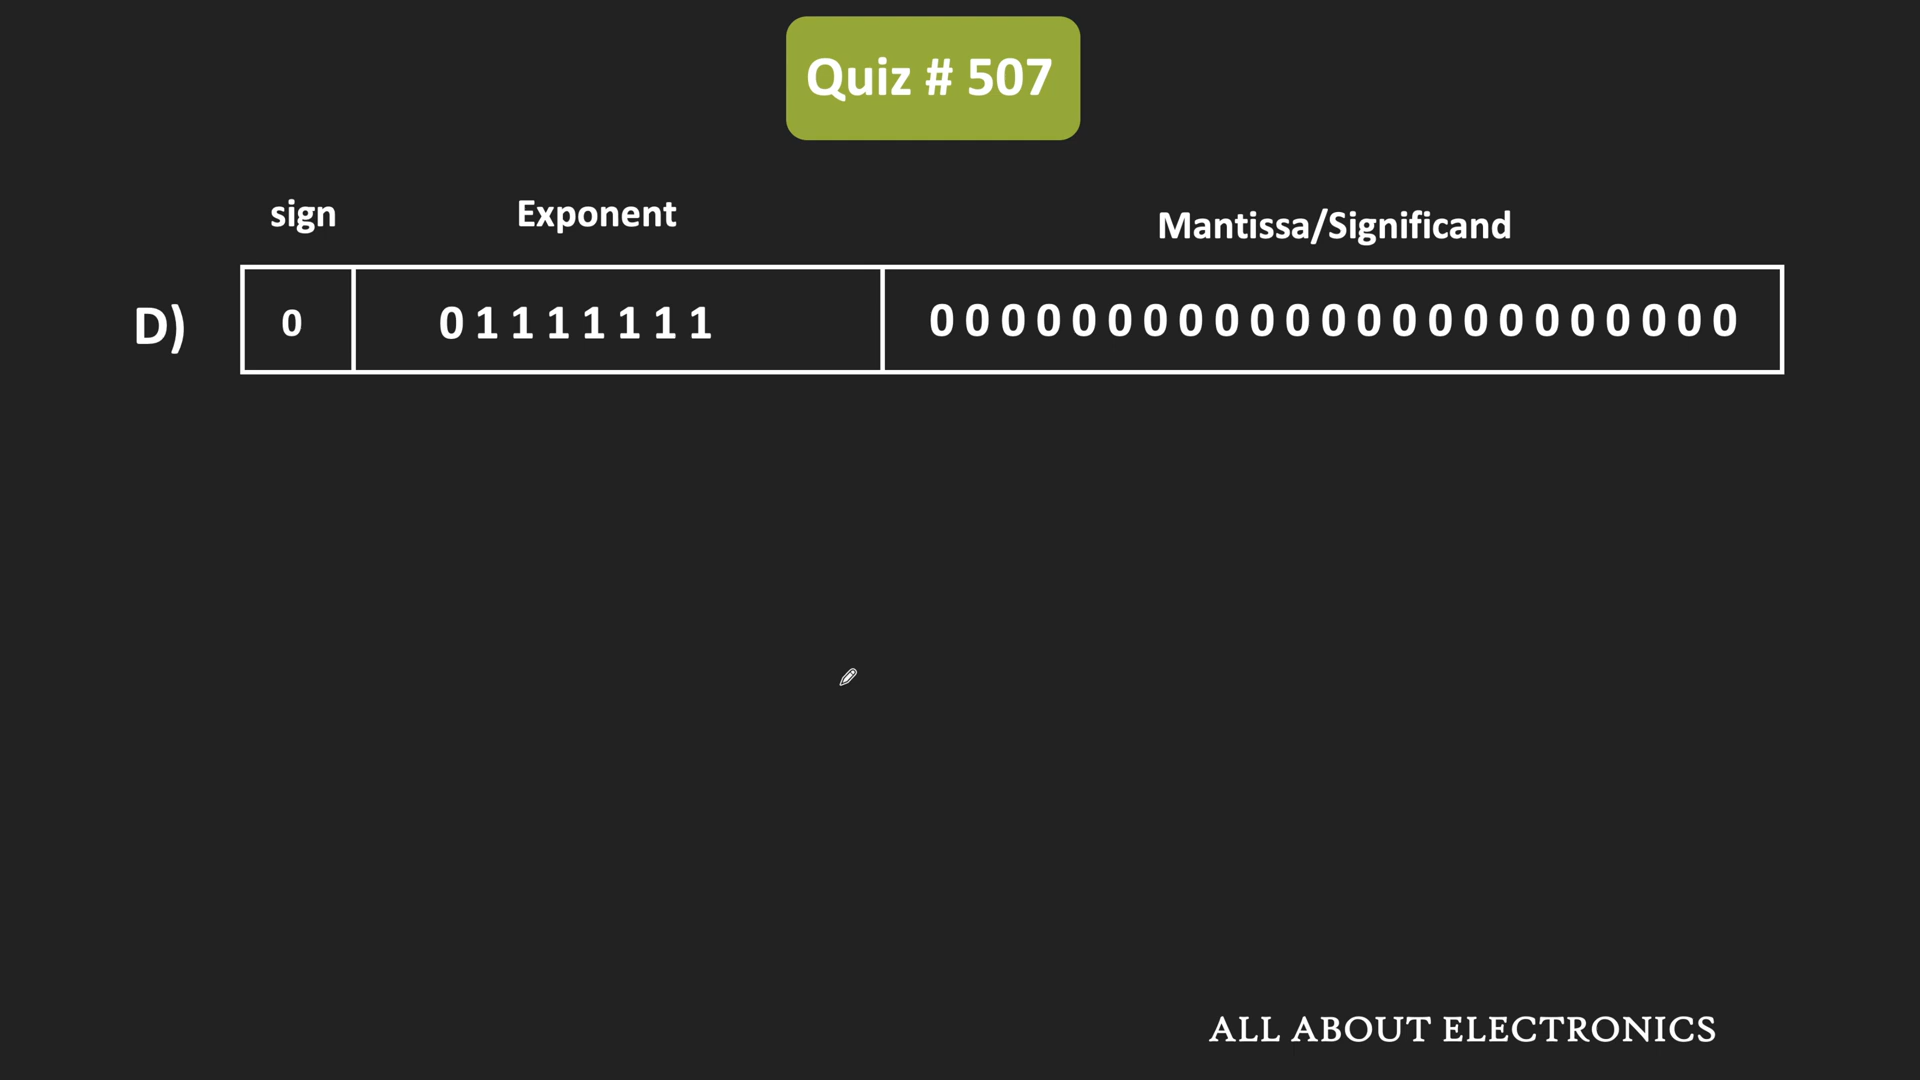 Quiz # 507
sign Exponent Mantissa/Significand
D) 0 0 1 1 1 1 1 1 1 0 0 0 0 0 0 0 0 0 0 0 0 0 0 0 0 0 0 0 0 0 0 0
ALL ABOUT ELECTRONICS